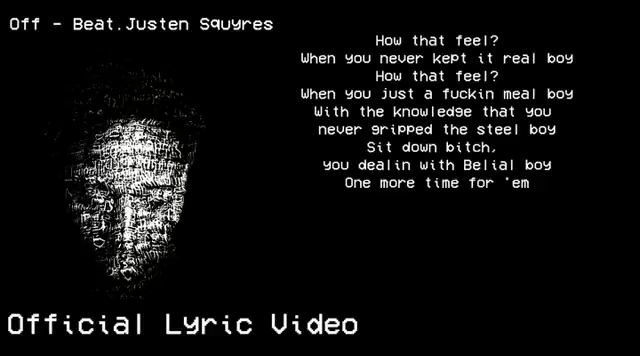 Off - Beat.Justen Squyres
How that feel?
When you never kept it real boy
How that feel?
When you just a fuckin meal boy
With the knowledge that you
never gripped the steel boy
Sit down bitch,
you dealin with Belial boy
One more time for 'em
Official Lyric Video